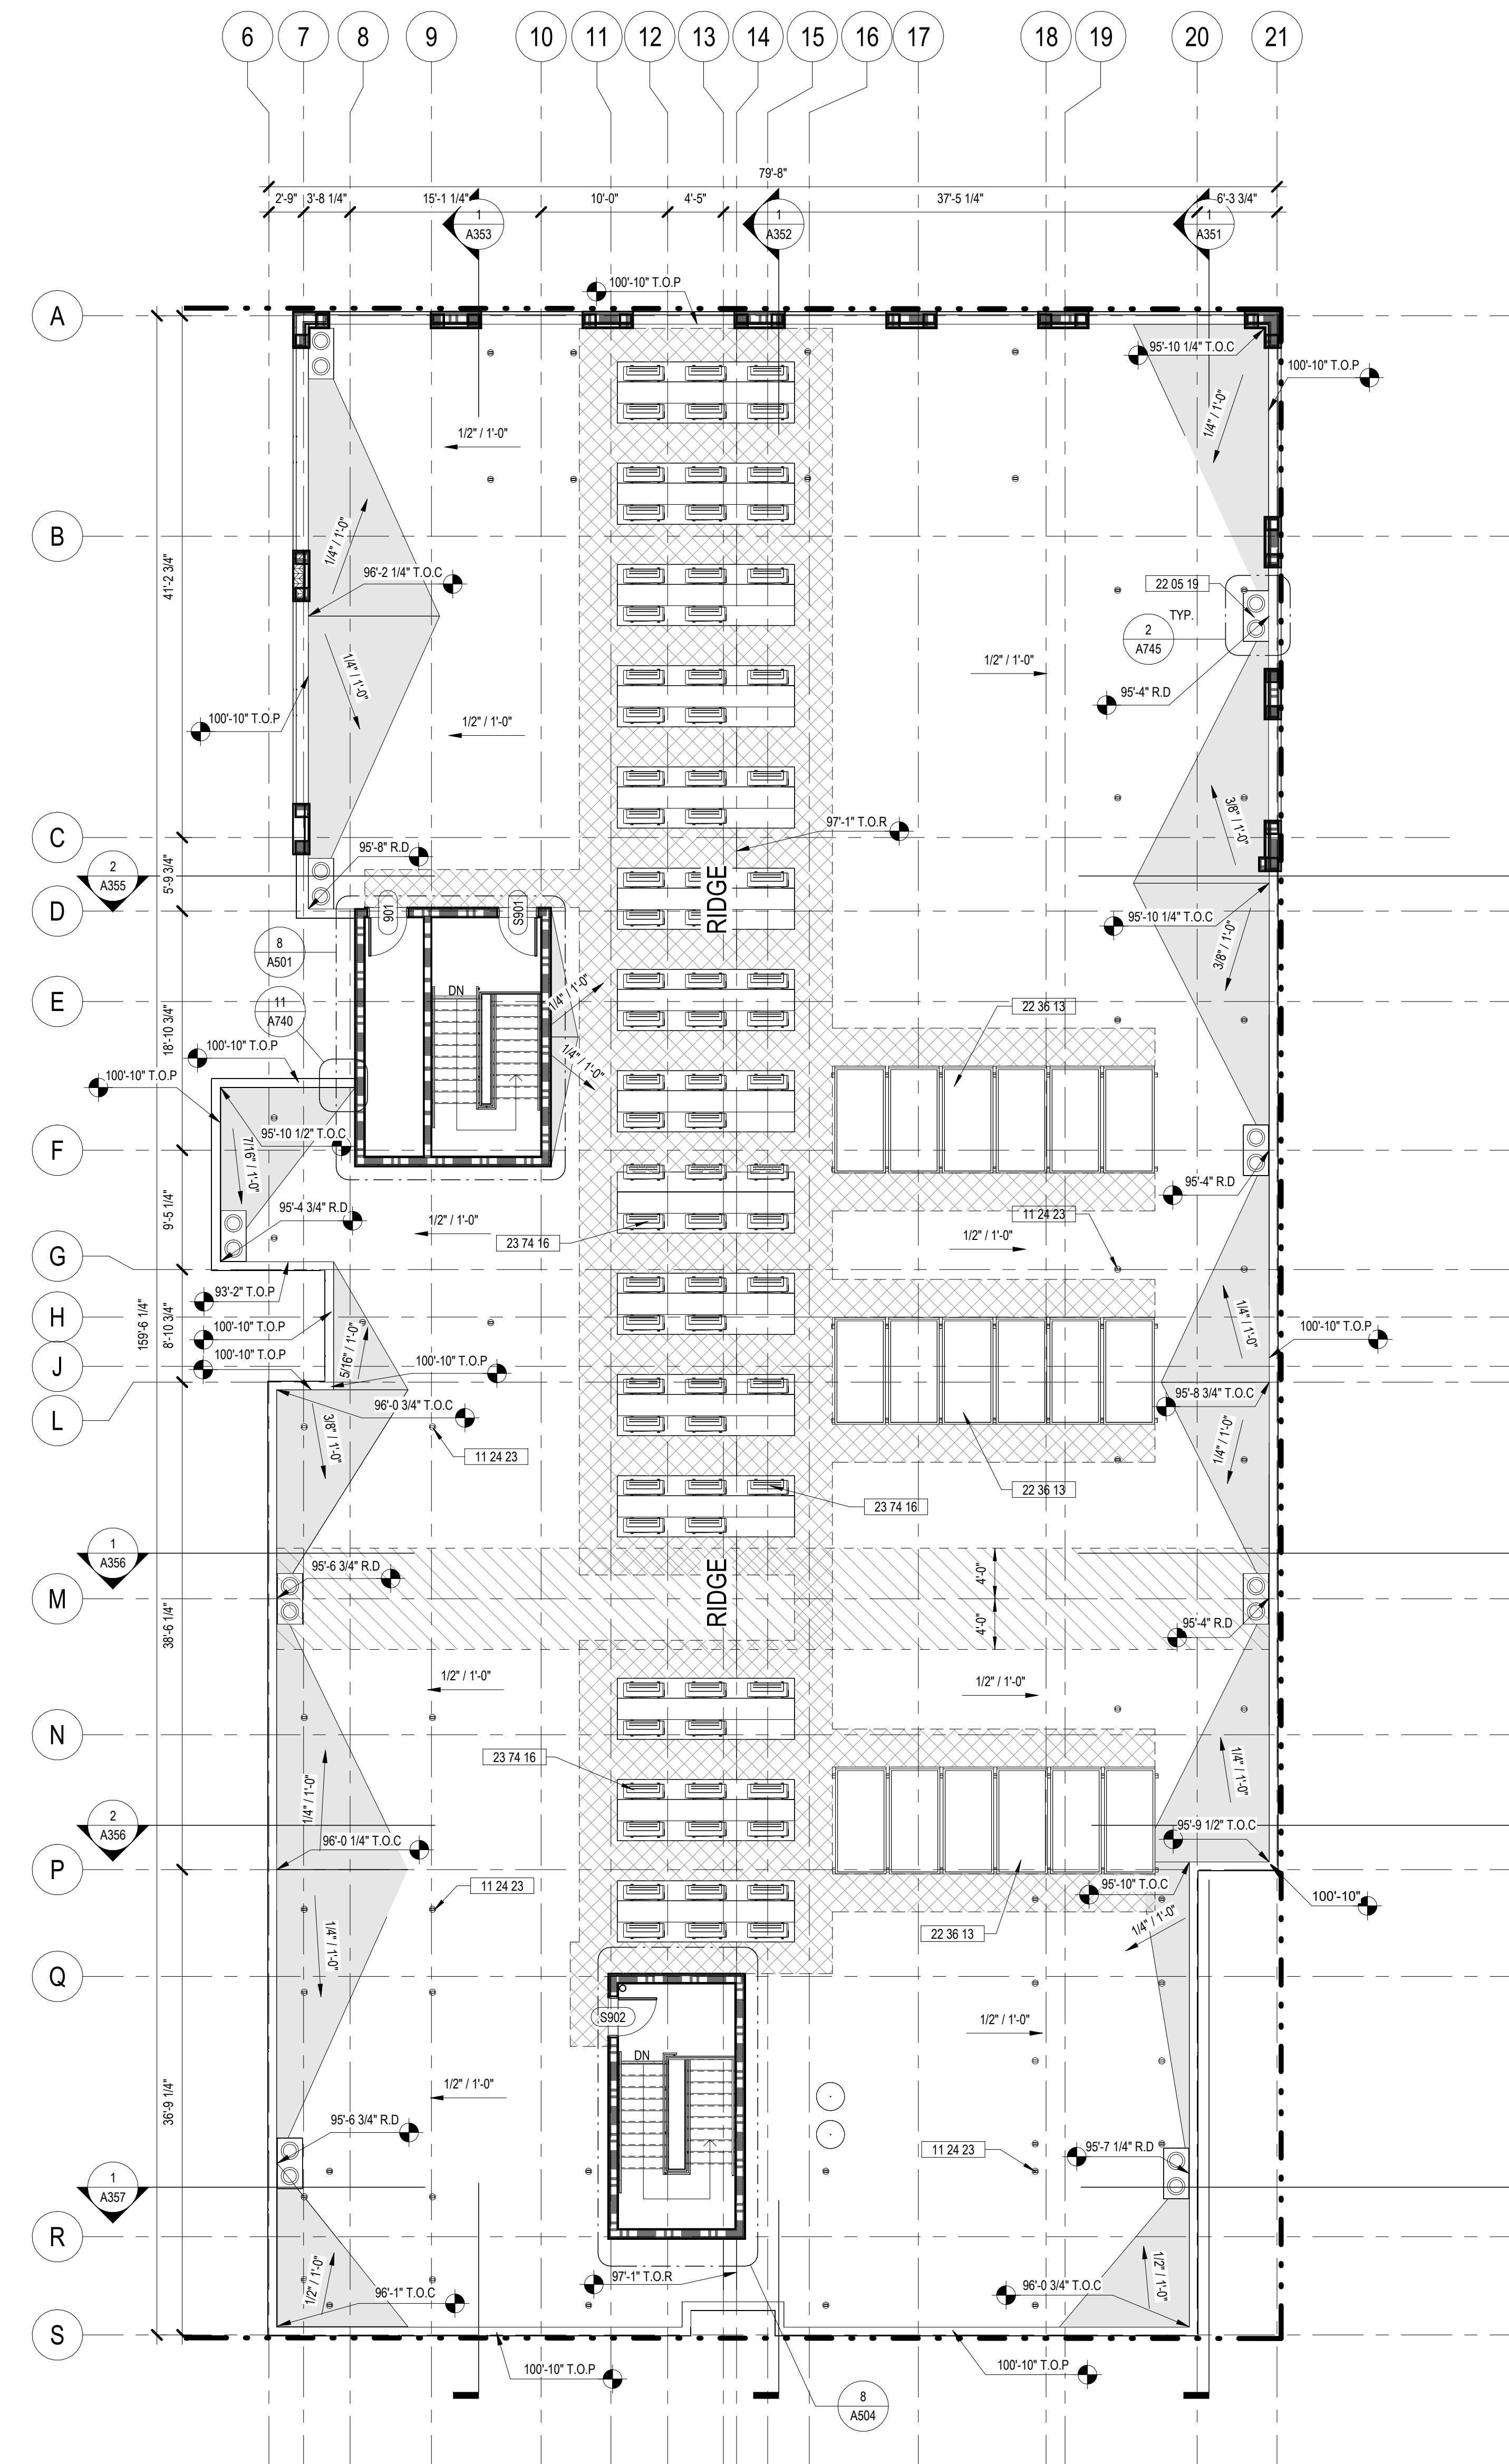 6
7
8
9
10
11
12
13
14
15
16
17
18
19
20
21
79'-8"
2'-9"
3'-8 1/4"
15'-1 1/4"
10'-0"
4'-5"
37'-5 1/4"
6'-3 3/4"
1
A353
1
A352
1
A351
100'-10" T.O.P
A
95'-10 1/4" T.O.C
100'-10" T.O.P
1/4" / 1'-0"
1/2" / 1'-0"
B
1/4" / 1'-0"
96'-2 1/4" T.O.C
41'-2 3/4"
22 05 19
TYP.
2
A745
1/4" / 1'-0"
1/2" / 1'-0"
95'-4" R.D
100'-10" T.O.P
1/2" / 1'-0"
3/8" / 1'-0"
97'-1" T.O.R
C
95'-8" R.D
2
A355
5'-9 3/4"
RIDGE
901
S901
D
95'-10 1/4" T.O.C
3/8" / 1'-0"
8
A501
DN
1/4" / 1'-0"
E
22 36 13
11
A740
18'-10 3/4"
1/4" / 1'-0"
100'-10" T.O.P
100'-10" T.O.P
95'-10 1/2" T.O.C
F
7/16" / 1'-0"
95'-4" R.D
95'-4 3/4" R.D
9'-5 1/4"
1/2" / 1'-0"
11 24 23
23 74 16
1/2" / 1'-0"
G
93'-2" T.O.P
H
159'-6 1/4"
8'-10 3/4"
100'-10" T.O.P
5/16" / 1'-0"
1/4" / 1'-0"
100'-10" T.O.P
J
100'-10" T.O.P
100'-10" T.O.P
95'-8 3/4" T.O.C
96'-0 3/4" T.O.C
L
3/8" / 1'-0"
1/4" / 1'-0"
11 24 23
22 36 13
23 74 16
1
A356
95'-6 3/4" R.D
4'-0"
RIDGE
M
4'-0"
38'-6 1/4"
95'-4" R.D
1/2" / 1'-0"
1/2" / 1'-0"
N
23 74 16
1/4" / 1'-0"
1/4" / 1'-0"
2
A356
96'-0 1/4" T.O.C
95'-9 1/2" T.O.C
P
11 24 23
95'-10" T.O.C
100'-10"
1/4" / 1'-0"
22 36 13
1/4" / 1'-0"
Q
S902
1/2" / 1'-0"
DN
1/2" / 1'-0"
36'-9 1/4"
95'-6 3/4" R.D
11 24 23
95'-7 1/4" R.D
1
A357
R
97'-1" T.O.R
1/2" / 1'-0"
96'-1" T.O.C
96'-0 3/4" T.O.C
1/2" / 1'-0"
S
100'-10" T.O.P
100'-10" T.O.P
8
A504